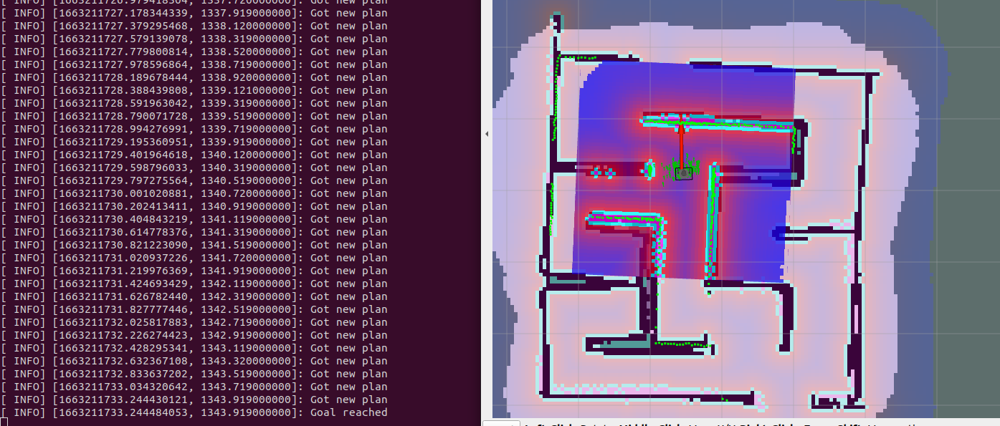 [ INFO] [1663211726.979418304, 1337.720000000]: Got new plan
[ INFO] [1663211727.178344339, 1337.919000000]: Got new plan
[ INFO] [1663211727.379295468, 1338.120000000]: Got new plan
[ INFO] [1663211727.579139078, 1338.319000000]: Got new plan
[ INFO] [1663211727.779800814, 1338.520000000]: Got new plan
[ INFO] [1663211727.978596864, 1338.719000000]: Got new plan
[ INFO] [1663211728.189678444, 1338.920000000]: Got new plan
[ INFO] [1663211728.388439808, 1339.121000000]: Got new plan
[ INFO] [1663211728.591963042, 1339.319000000]: Got new plan
[ INFO] [1663211728.790071728, 1339.519000000]: Got new plan
[ INFO] [1663211728.994276991, 1339.719000000]: Got new plan
[ INFO] [1663211729.195360951, 1339.919000000]: Got new plan
[ INFO] [1663211729.401964618, 1340.120000000]: Got new plan
[ INFO] [1663211729.598796033, 1340.319000000]: Got new plan
[ INFO] [1663211729.797275564, 1340.519000000]: Got new plan
[ INFO] [1663211730.001020881, 1340.720000000]: Got new plan
[ INFO] [1663211730.202413411, 1340.919000000]: Got new plan
[ INFO] [1663211730.404843219, 1341.119000000]: Got new plan
[ INFO] [1663211730.614778376, 1341.319000000]: Got new plan
[ INFO] [1663211730.821223090, 1341.519000000]: Got new plan
[ INFO] [1663211731.020937226, 1341.720000000]: Got new plan
[ INFO] [1663211731.219976369, 1341.919000000]: Got new plan
[ INFO] [1663211731.424693429, 1342.119000000]: Got new plan
[ INFO] [1663211731.626782440, 1342.319000000]: Got new plan
[ INFO] [1663211731.827777446, 1342.519000000]: Got new plan
[ INFO] [1663211732.025817883, 1342.719000000]: Got new plan
[ INFO] [1663211732.226274423, 1342.919000000]: Got new plan
[ INFO] [1663211732.428295341, 1343.119000000]: Got new plan
[ INFO] [1663211732.632367108, 1343.320000000]: Got new plan
[ INFO] [1663211732.833637202, 1343.519000000]: Got new plan
[ INFO] [1663211733.034320642, 1343.719000000]: Got new plan
[ INFO] [1663211733.244430121, 1343.919000000]: Got new plan
[ INFO] [1663211733.244484053, 1343.919000000]: Goal reached